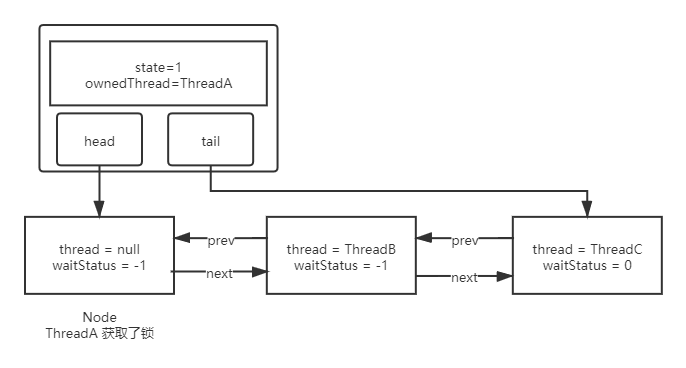 state=1
ownedThread=ThreadA
head
tail
thread = null
waitStatus = -1
prev
next
thread = ThreadB
waitStatus = -1
prev
next
thread = ThreadC
waitStatus = 0
Node
ThreadA 获取了锁